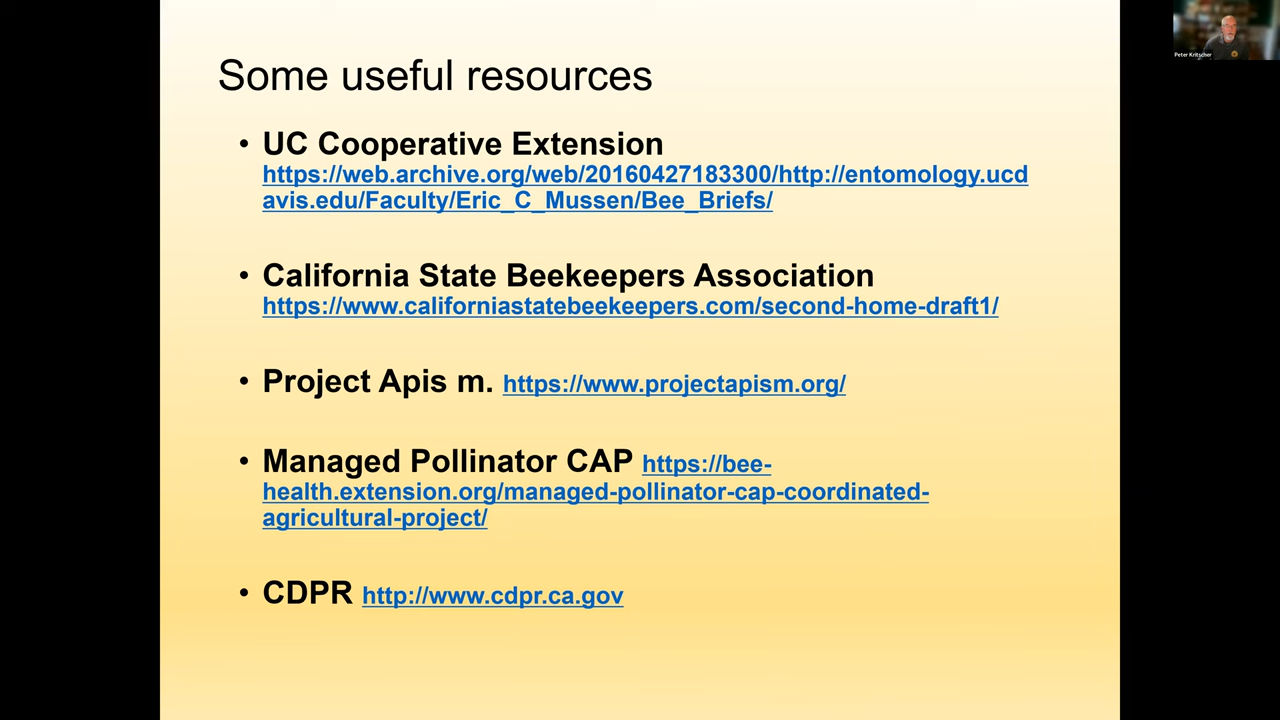 Some useful resources
• UC Cooperative Extension
https://web.archive.org/web/20160427183300/http://entomology.ucd
avis.edu/Faculty/Eric_C_Mussen/Bee_Briefs/
• California State Beekeepers Association
https://www.californiastatebeekeepers.com/second-home-draft1/
• Project Apis m. https://www.projectapism.org/
• Managed Pollinator CAP https://bee-
health.extension.org/managed-pollinator-cap-coordinated-
agricultural-project/
• CDPR http://www.cdpr.ca.gov
Peter Kritscher